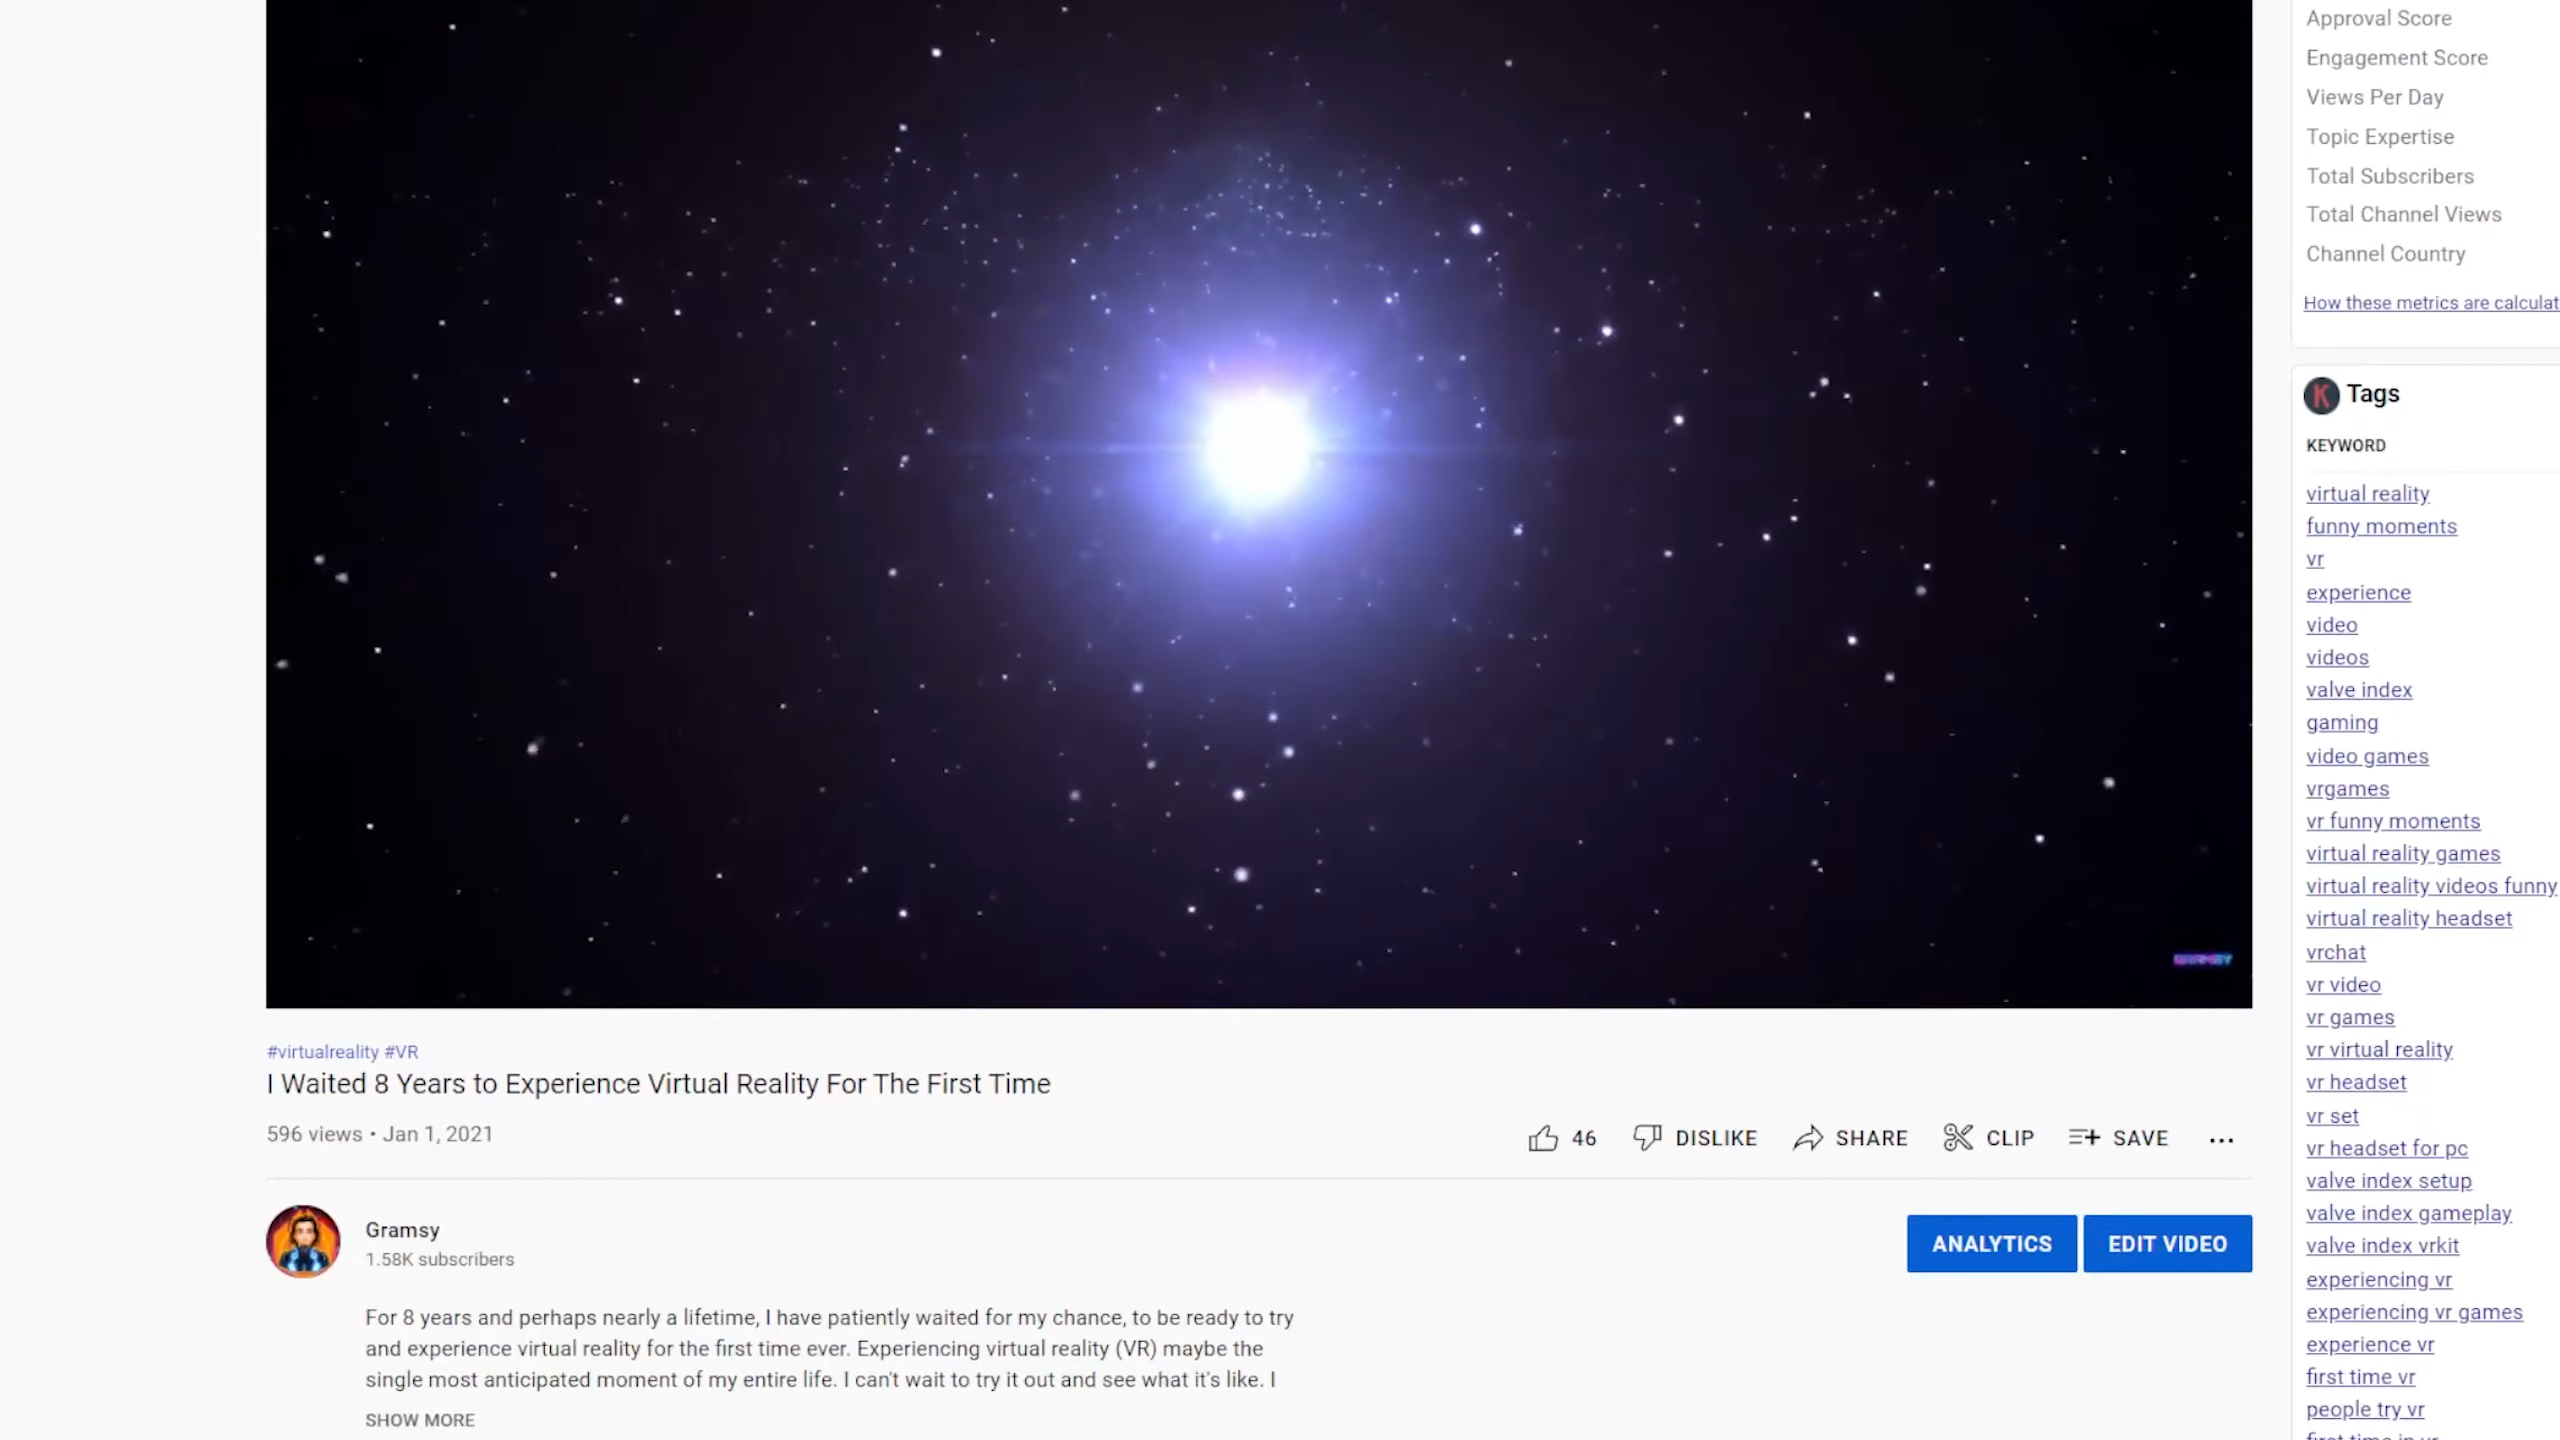 Approval Score
Engagement Score
Views Per Day
Topic Expertise
Total Subscribers
Total Channel Views
Channel Country
How these metrics are calculat
K Tags
KEYWORD
virtual reality
funny moments
vr
experience
video
videos
valve index
gaming
video games
vrgames
vr funny moments
virtual reality games
virtual reality videos funny
virtual reality headset
vrchat
vr video
vr games
vr virtual reality
vr headset
vr set
vr headset for pc
valve index setup
valve index gameplay
valve index vrkit
experiencing vr
experiencing vr games
experience vr
first time vr
people try vr
GRAMSY
#virtualreality #VR
I Waited 8 Years to Experience Virtual Reality For The First Time
596 views • Jan 1, 2021
46 DISLIKE SHARE CLIP SAVE ...
Gramsy
1.58K subscribers
ANALYTICS EDIT VIDEO
For 8 years and perhaps nearly a lifetime, I have patiently waited for my chance, to be ready to try
and experience virtual reality for the first time ever. Experiencing virtual reality (VR) maybe the
single most anticipated moment of my entire life. I can't wait to try it out and see what it's like. I
SHOW MORE